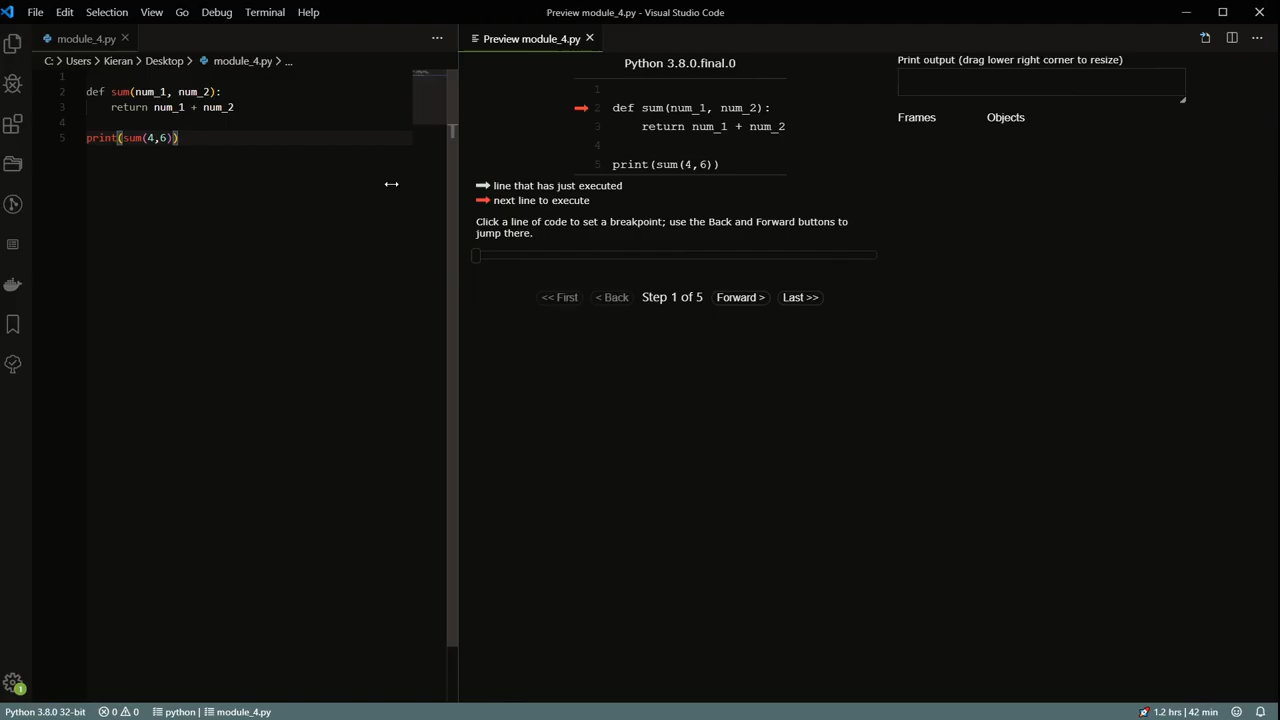 File Edit Selection View Go Debug Terminal Help
Preview module_4.py - Visual Studio Code
module_4.py
C: > Users > Kieran > Desktop > module_4.py > ...
1
2 def sum(num_1, num_2):
3 return num_1 + num_2
4
5 print(sum(4,6))
Preview module_4.py
Python 3.8.0.final.0
1
2 def sum(num_1, num_2):
3 return num_1 + num_2
4
5 print(sum(4,6))
line that has just executed
next line to execute
Click a line of code to set a breakpoint; use the Back and Forward buttons to
jump there.
<< First < Back Step 1 of 5 Forward > Last >>
Print output (drag lower right corner to resize)
Frames Objects
1
Python 3.8.0 32-bit 0 0 python | module_4.py 1.2 hrs | 42 min